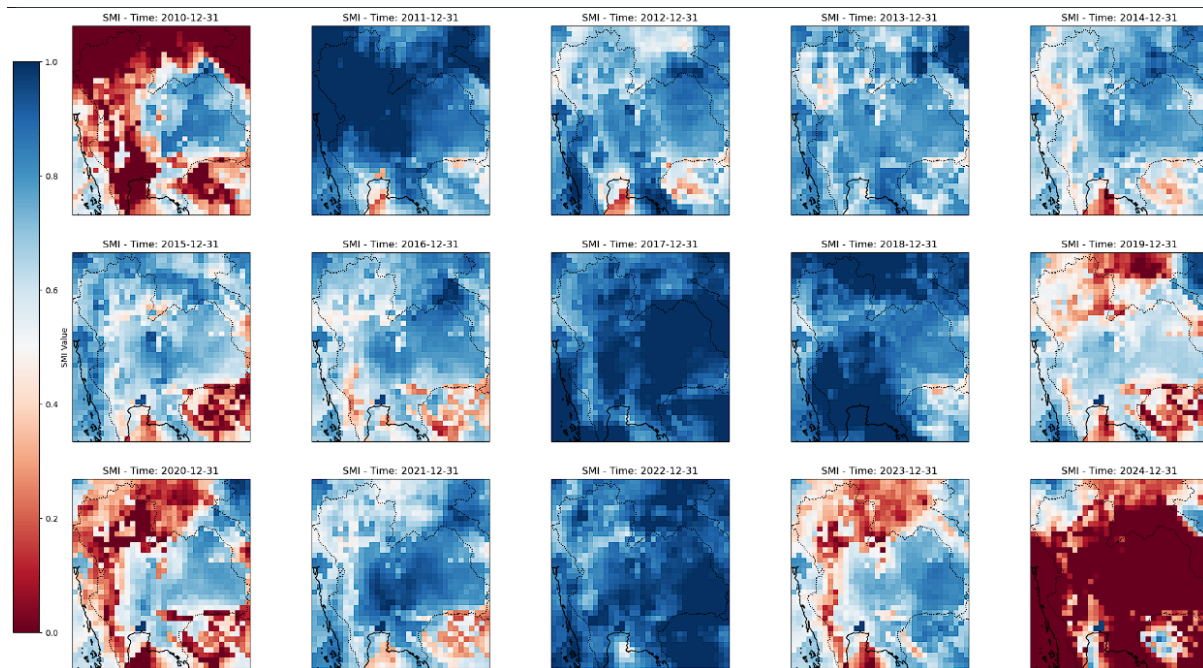 SMI - Time: 2010-12-31
SMI - Time: 2011-12-31
SMI - Time: 2012-12-31
SMI - Time: 2013-12-31
SMI - Time: 2014-12-31
1.0
0.8
0.6
0.4
0.2
0.0
SMI Value
SMI - Time: 2015-12-31
SMI - Time: 2016-12-31
SMI - Time: 2017-12-31
SMI - Time: 2018-12-31
SMI - Time: 2019-12-31
SMI - Time: 2020-12-31
SMI - Time: 2021-12-31
SMI - Time: 2022-12-31
SMI - Time: 2023-12-31
SMI - Time: 2024-12-31